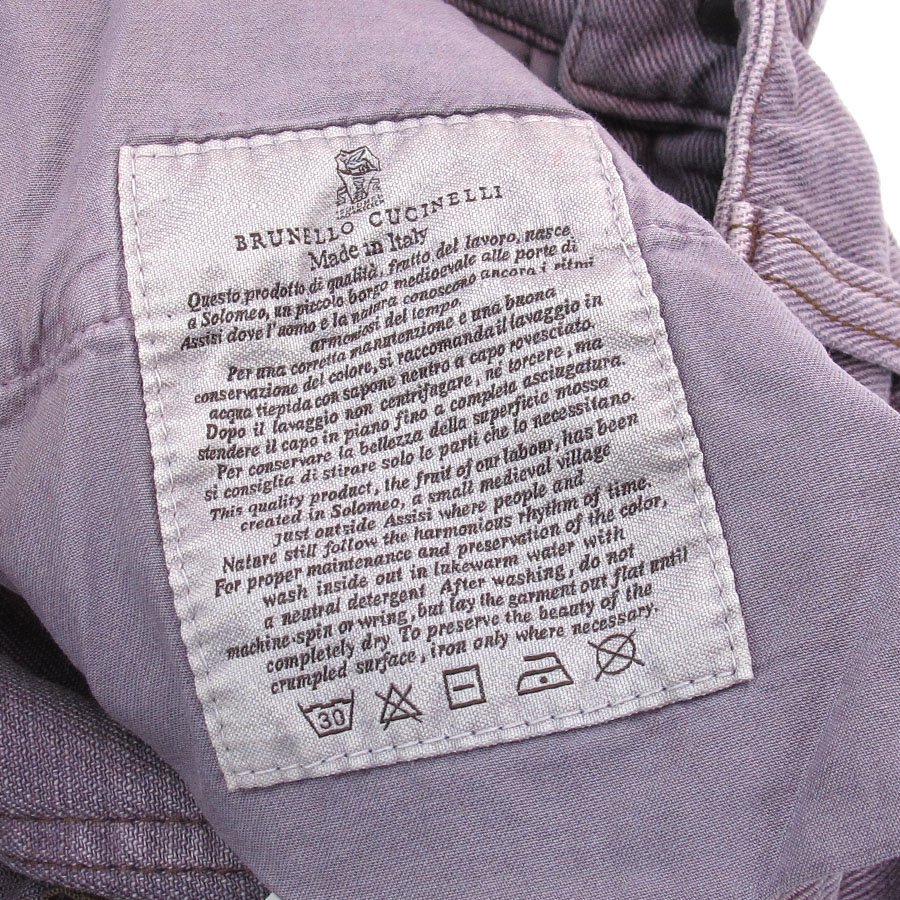 BRUNELLO CUCINELLI
Made in Italy
Questo prodotto di qualità, frutto del lavoro, nasce
a Solomeo, un piccolo borgo medioevale alle porte di
Assisi dove l'uomo e la natura conoscono ancora i ritmi
armoniosi del tempo.
Per una corretta manutenzione e una buona
conservazione del colore, si raccomanda il lavaggio in
acqua tiepida con sapone neutro a capo rovesciato.
Dopo il lavaggio non centrifugare, né torcere, ma
stendere il capo in piano fino a completa asciugatura.
Per conservare la bellezza della superficie mossa
si consiglia di stirare solo le parti che lo necessitano.
This quality product, the fruit of our labour, has been
created in Solomeo, a small medieval village
just outside Assisi where people and
Nature still follow the harmonious rhythm of time.
For proper maintenance and preservation of the color,
wash inside out in lukewarm water with
a neutral detergent. After washing, do not
machine-spin or wring, but lay the garment out flat until
completely dry. To preserve the beauty of the
crumpled surface, iron only where necessary.
30